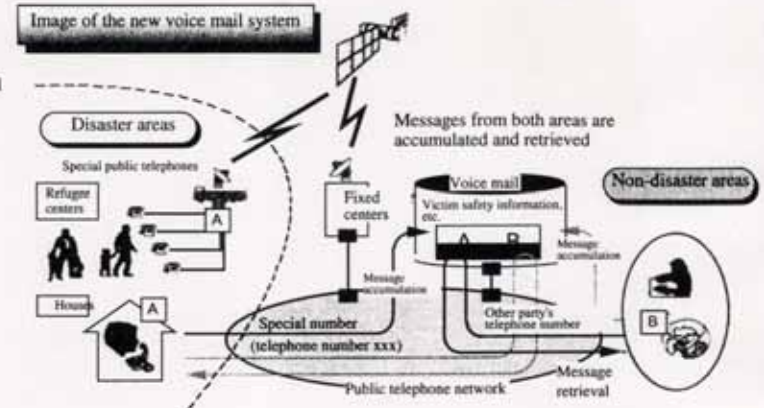 Image of the new voice mail system
Disaster areas
Messages from both areas are
accumulated and retrieved
Special public telephones
Refugee
centers
A
Fixed
centers
Voice mail
Victim safety information,
etc.
A B
Non-disaster areas
Message
accumulation
Message
accumulation
Houses
A
Special number
(telephone number xxx)
Other party's
telephone number
B
Public telephone network
Message
retrieval